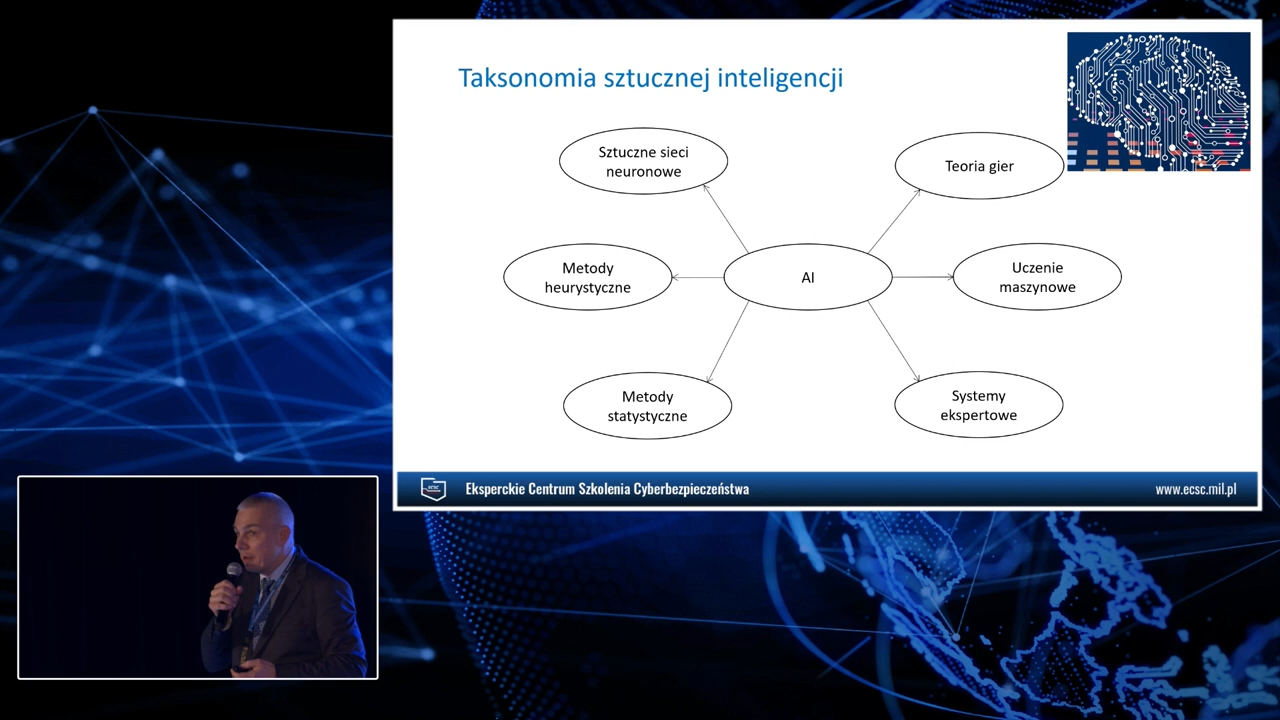 Taksonomia sztucznej inteligencji
Sztuczne sieci
neuronowe
Teoria gier
Metody
heurystyczne
AI
Uczenie
maszynowe
Metody
statystyczne
Systemy
ekspertowe
ecsc
Eksperckie Centrum Szkolenia Cyberbezpieczeństwa
www.ecsc.mil.pl